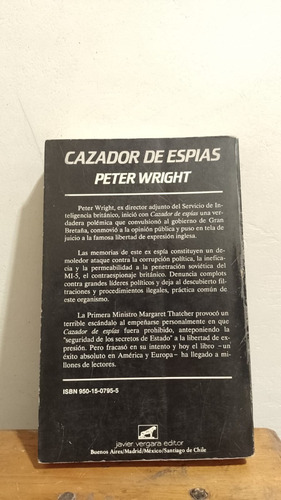 CAZADOR DE ESPIAS
PETER WRIGHT
Peter Wright, ex director adjunto del Servicio de In-
teligencia británico, inició con Cazador de espías una ver-
dadera polémica que convulsionó al gobierno de Gran
Bretaña, conmovió a la opinión pública y puso en tela de
juicio a la famosa libertad de expresión inglesa.
Las memorias de este ex espía constituyen un de-
moledor ataque contra la corrupción política, la inefica-
cia y la permeabilidad a la penetración soviética del
MI-5, el contraespionaje británico. Denuncia complots
contra grandes líderes políticos y deja al descubierto fil-
traciones y procedimientos ilegales, práctica común de
este organismo.
La Primera Ministro Margaret Thatcher provocó un
terrible escándalo al empeñarse personalmente en que
Cazador de espías fuera prohibido, anteponiendo la
"seguridad de los secretos de Estado" a la libertad de ex-
presión. Pero fracasó en su intento y hoy el libro –un
éxito absoluto en América y Europa– ha llegado a mi-
llones de lectores.
ISBN 950-15-0795-5
javier vergara editor
Buenos Aires/Madrid/México/Santiago de Chile